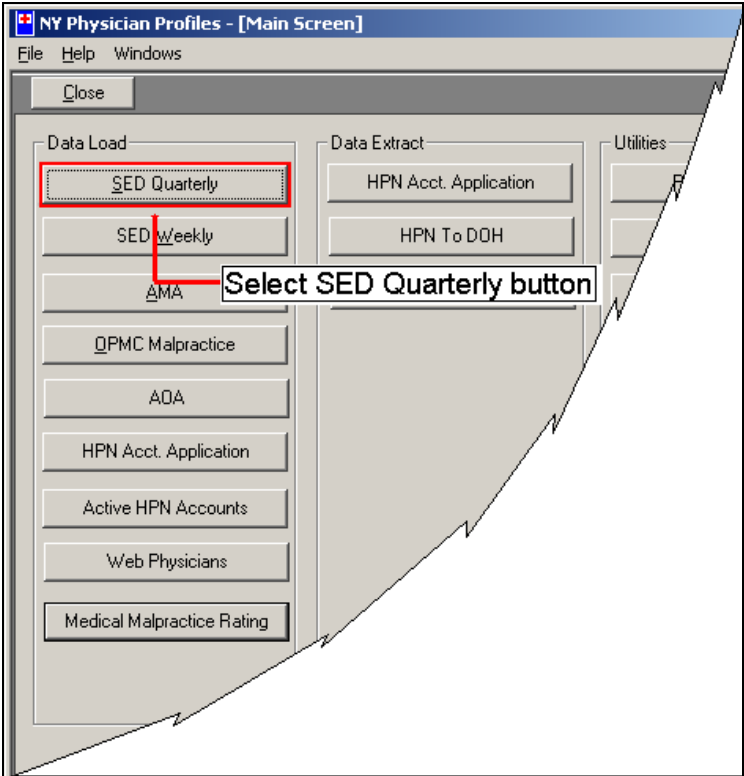 NY Physician Profiles - [Main Screen]
File Help Windows
Close
Data Load
SED Quarterly
SED Weekly
AMA
OPMC Malpractice
AOA
HPN Acct. Application
Active HPN Accounts
Web Physicians
Medical Malpractice Rating
Data Extract
HPN Acct. Application
HPN To DOH
Utilities
Select SED Quarterly button